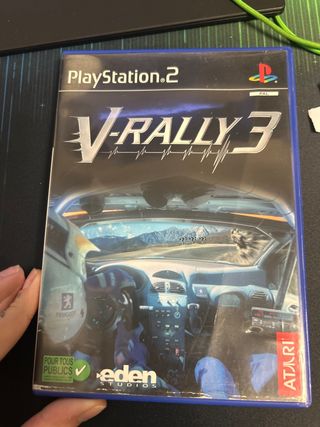 PlayStation.2
PAL
V-RALLY 3
PEUGEOT
POUR TOUS
PUBLICS
eden
STUDIOS
ATARI